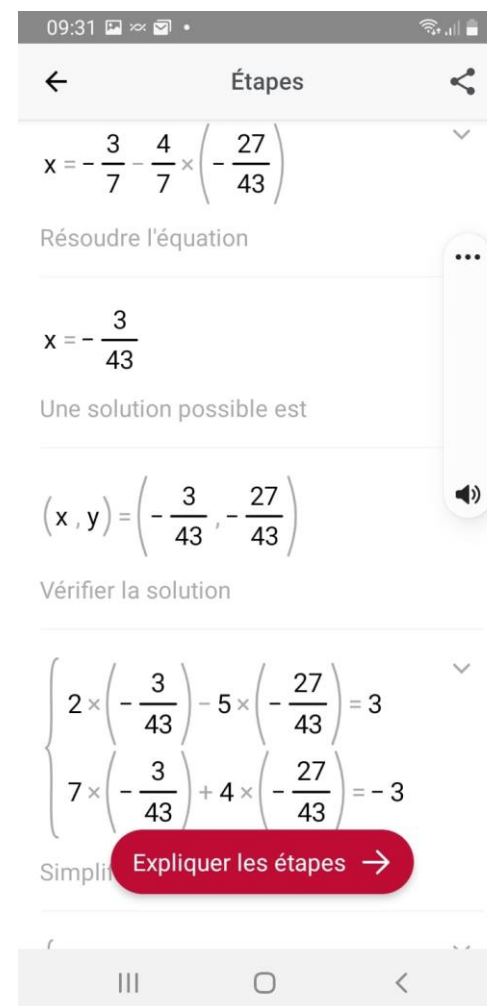 09:31
Étapes
x = - 3/7 - 4/7 × (- 27/43)
Résoudre l'équation
x = - 3/43
Une solution possible est
(x , y) = (- 3/43 , - 27/43)
Vérifier la solution
2 × (- 3/43) - 5 × (- 27/43) = 3
7 × (- 3/43) + 4 × (- 27/43) = - 3
Simplif
Expliquer les étapes →